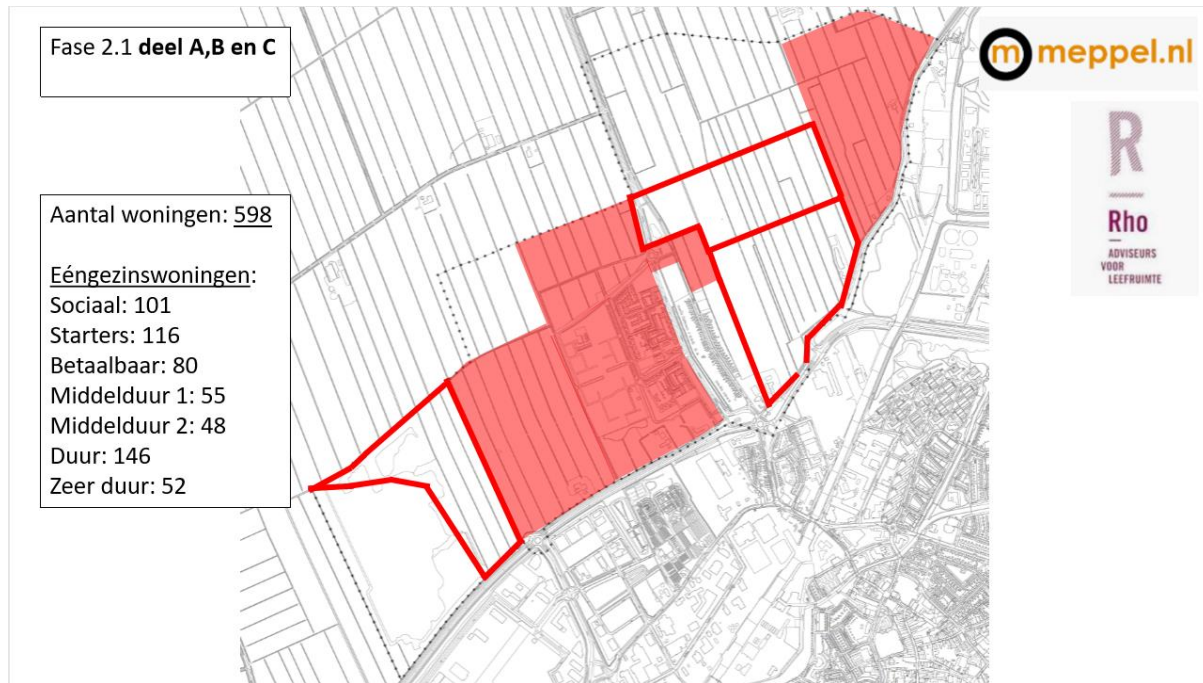 Fase 2.1 deel A,B en C
Aantal woningen: 598
Eéngezinswoningen:
Sociaal: 101
Starters: 116
Betaalbaar: 80
Middelduur 1: 55
Middelduur 2: 48
Duur: 146
Zeer duur: 52
m meppel.nl
R
Rho
ADVISEURS
VOOR
LEEFRUIMTE